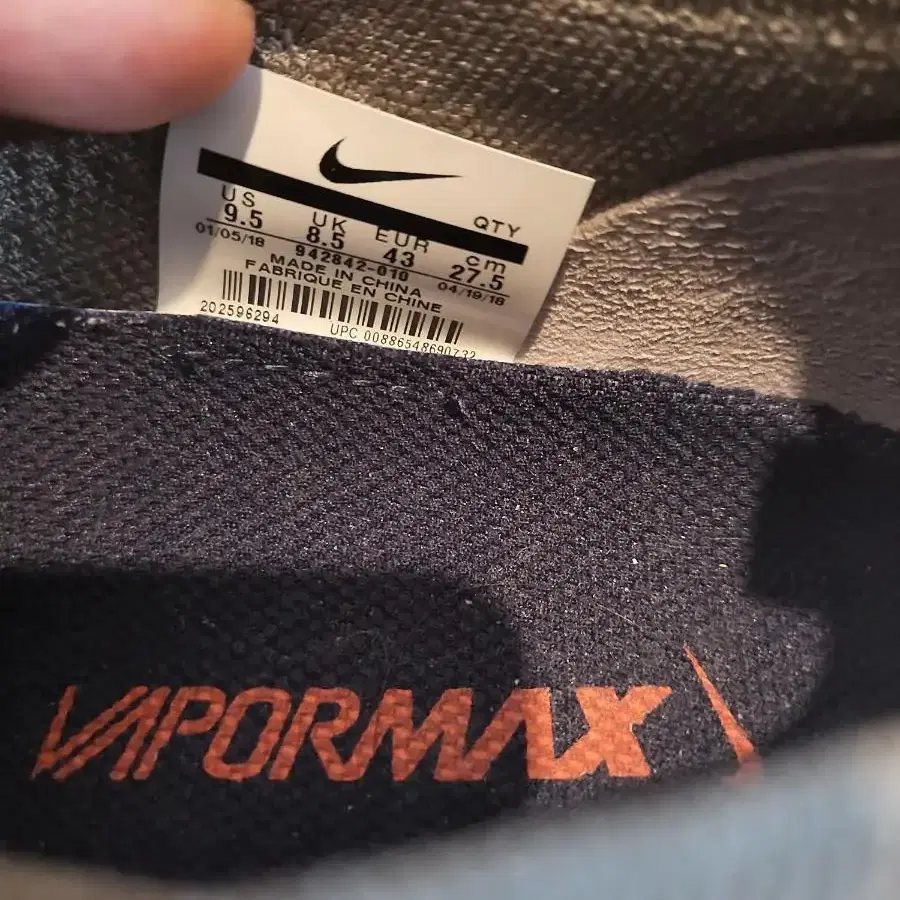 QTY
US UK EUR cm
9.5 8.5 43 27.5
01/05/18 942842-010 04/19/18
MADE IN CHINA
FABRIQUE EN CHINE
202596294 UPC 00886548690732
VAPORMAX